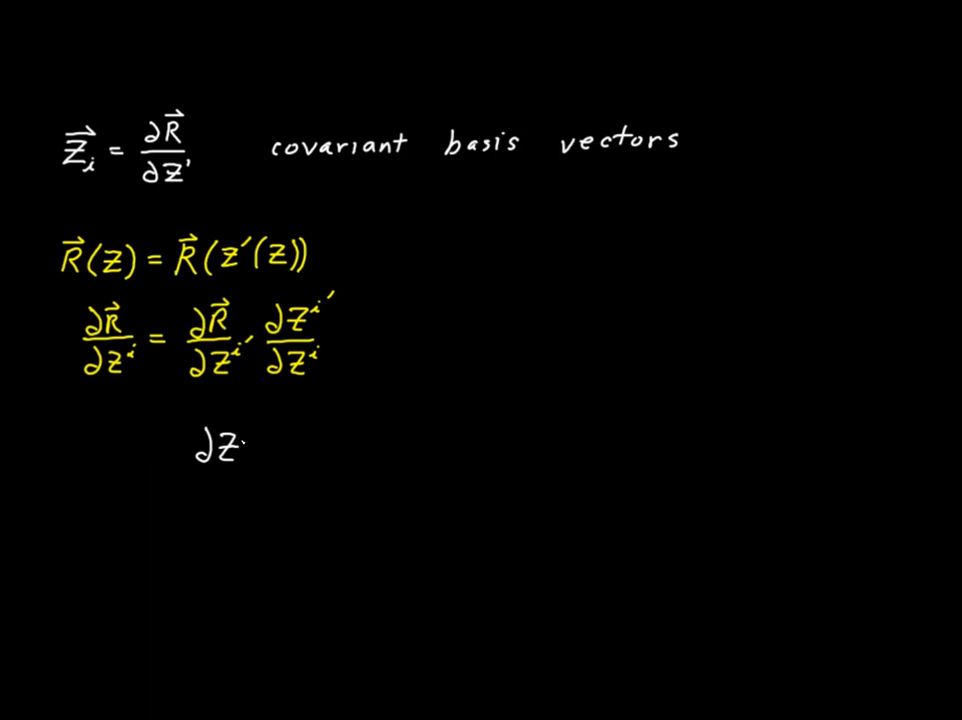 Z⃗ᵢ = ∂R⃗/∂Zⁱ covariant basis vectors
R⃗(Z) = R⃗(Z′(Z))
∂R⃗/∂Zⁱ = ∂R⃗/∂Zⁱ′ ∂Zⁱ′/∂Zⁱ
∂Z